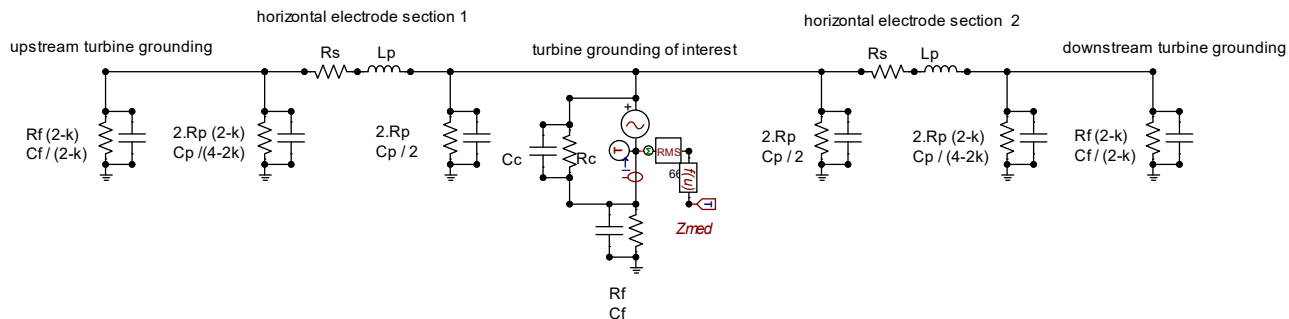 horizontal electrode section 1
horizontal electrode section 2
upstream turbine grounding
turbine grounding of interest
downstream turbine grounding
Rs
Lp
Rs
Lp
Rf (2-k)
Cf / (2-k)
2.Rp (2-k)
Cp /(4-2k)
2.Rp
Cp / 2
Cc
Rc
+
T
I
M
RMS
66
f(u)
T
Zmed
2.Rp
Cp / 2
2.Rp (2-k)
Cp / (4-2k)
Rf (2-k)
Cf / (2-k)
Rf
Cf